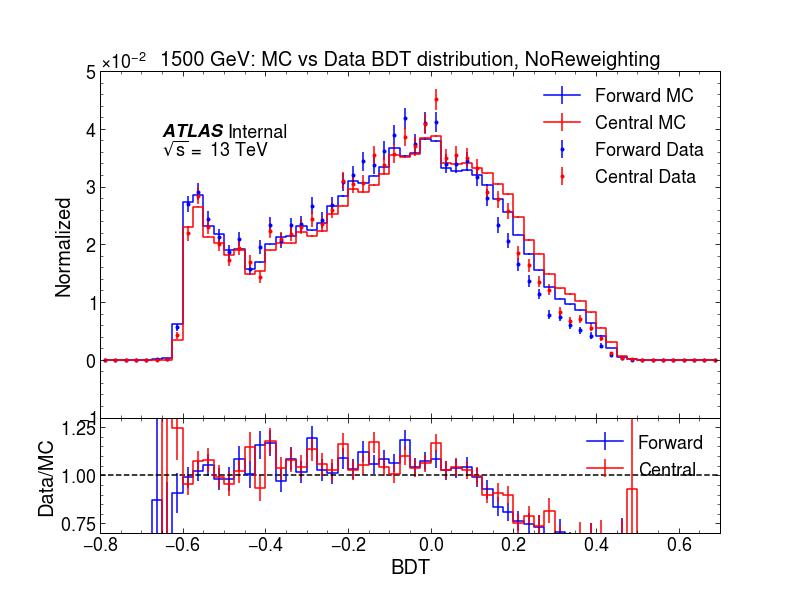 ×10⁻² 1500 GeV: MC vs Data BDT distribution, NoReweighting
5
4
3
2
1
0
−1
Normalized
ATLAS Internal
√s = 13 TeV
Forward MC
Central MC
Forward Data
Central Data
1.25
1.00
0.75
Data/MC
Forward
Central
−0.8 −0.6 −0.4 −0.2 0.0 0.2 0.4 0.6
BDT